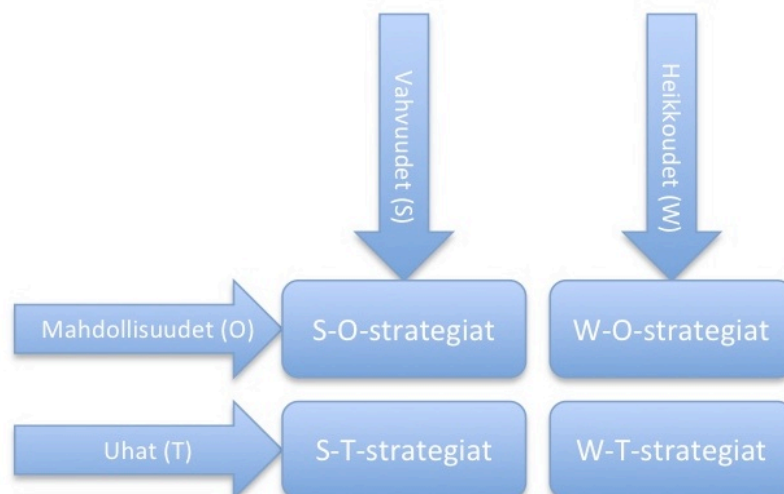 Vahvuudet (S)
Heikkoudet (W)
Mahdollisuudet (O)
S-O-strategiat
W-O-strategiat
Uhat (T)
S-T-strategiat
W-T-strategiat